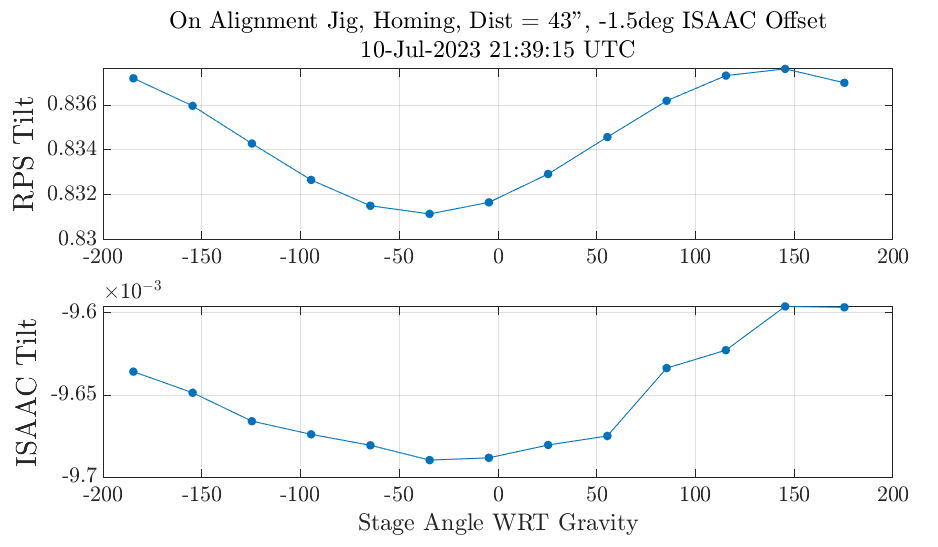 On Alignment Jig, Homing, Dist = 43”, -1.5deg ISAAC Offset
10-Jul-2023 21:39:15 UTC
RPS Tilt
0.836
0.834
0.832
0.83
-200 -150 -100 -50 0 50 100 150 200
×10⁻³
ISAAC Tilt
-9.6
-9.65
-9.7
-200 -150 -100 -50 0 50 100 150 200
Stage Angle WRT Gravity